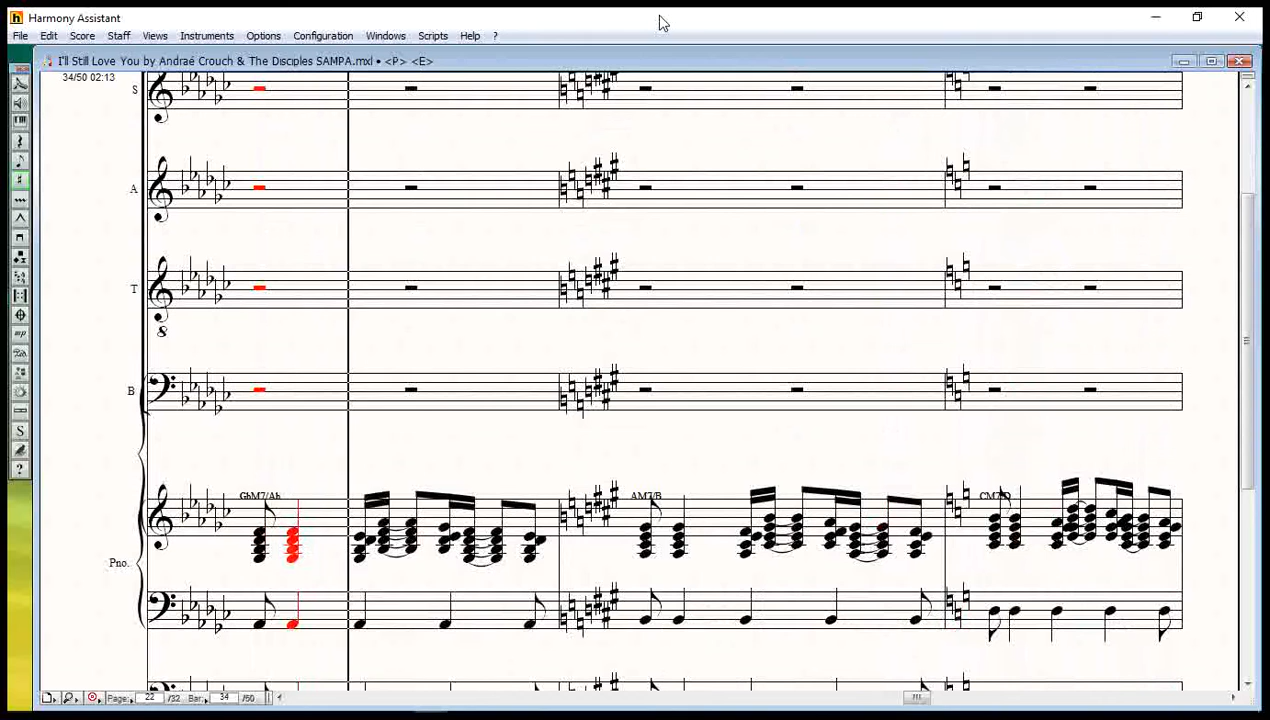 Harmony Assistant
File Edit Score Staff Views Instruments Options Configuration Windows Scripts Help ?
I'll Still Love You by Andraé Crouch & The Disciples SAMPA.mxl • <P> <E>
34/50 02:13
S
A
T
8
B
GbM7/Ab AM7/B CM7/D
Pno.
Page: 22 /32 Bar: 34 /50